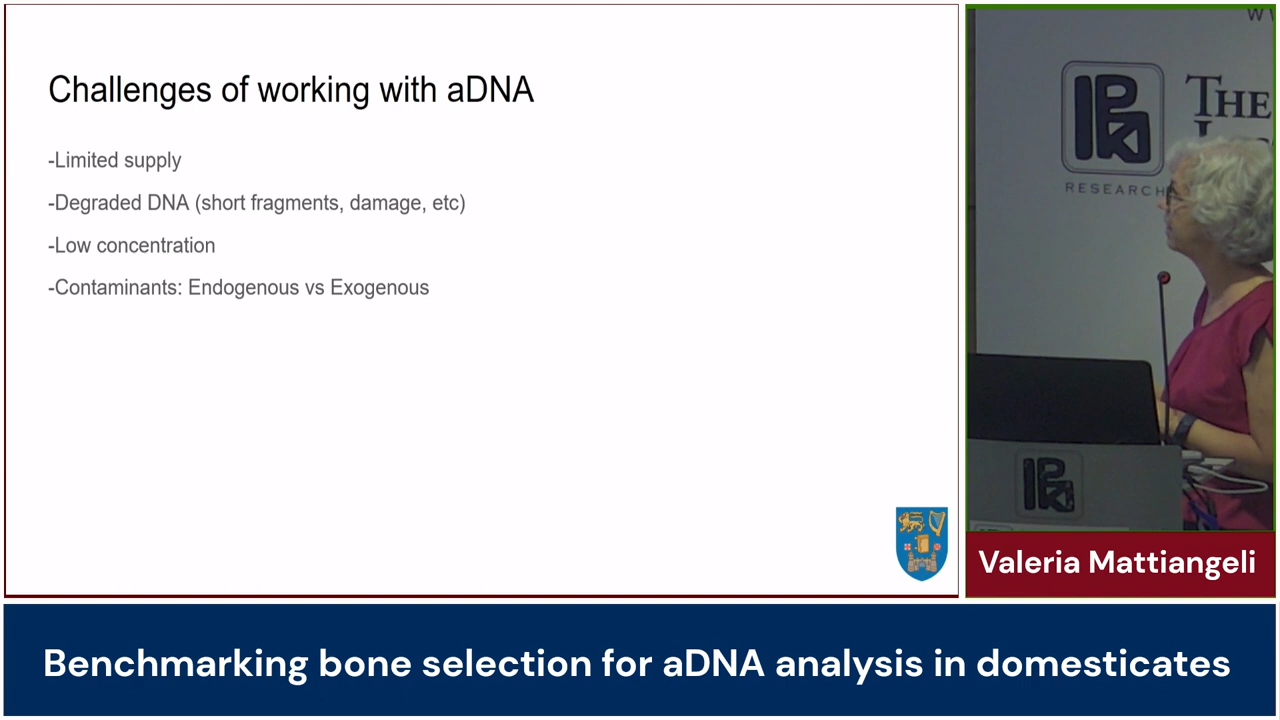 Challenges of working with aDNA
-Limited supply
-Degraded DNA (short fragments, damage, etc)
-Low concentration
-Contaminants: Endogenous vs Exogenous
W
THE
RESEARCH
Valeria Mattiangeli
Benchmarking bone selection for aDNA analysis in domesticates